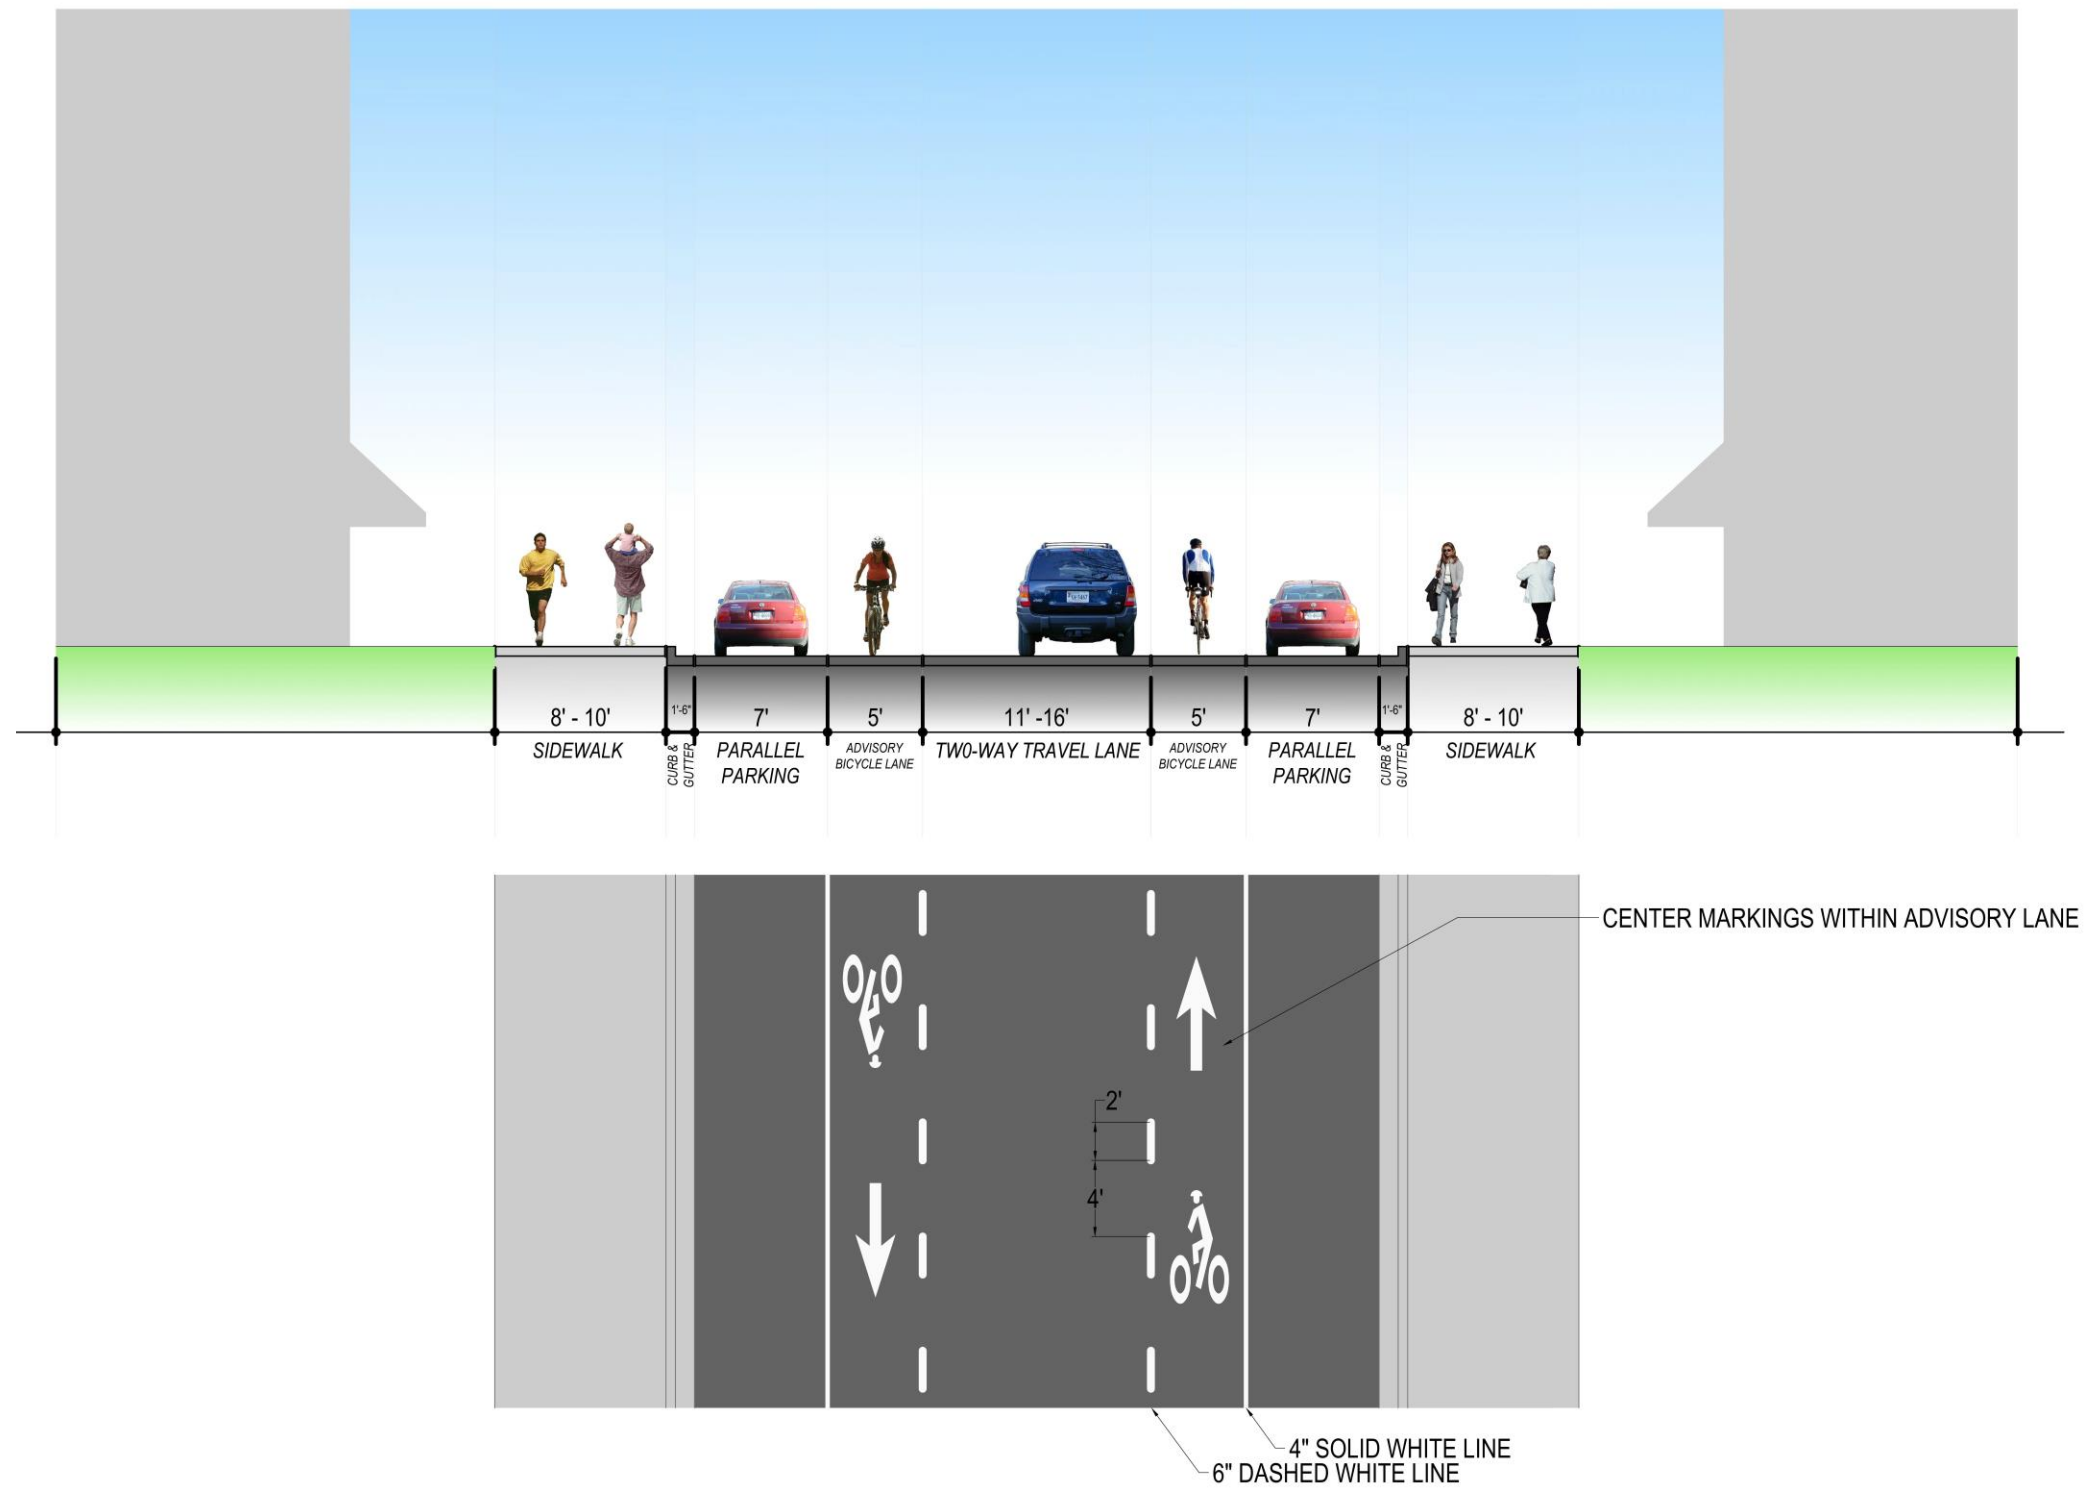 8' - 10'
1'-6"
7'
5'
11' -16'
5'
7'
1'-6"
8' - 10'
SIDEWALK
CURB &
GUTTER
PARALLEL
PARKING
ADVISORY
BICYCLE LANE
TW0-WAY TRAVEL LANE
ADVISORY
BICYCLE LANE
PARALLEL
PARKING
CURB &
GUTTER
SIDEWALK
CENTER MARKINGS WITHIN ADVISORY LANE
2'
4'
4" SOLID WHITE LINE
6" DASHED WHITE LINE